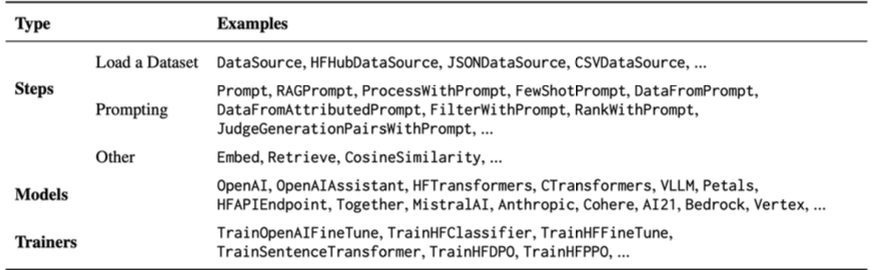 Type Examples
Load a Dataset DataSource, HFHubDataSource, JSONDataSource, CSVDataSource, ...
Steps
Prompting
Prompt, RAGPrompt, ProcessWithPrompt, FewShotPrompt, DataFromPrompt,
DataFromAttributedPrompt, FilterWithPrompt, RankWithPrompt,
JudgeGenerationPairsWithPrompt, ...
Other Embed, Retrieve, CosineSimilarity, ...
Models
OpenAI, OpenAIAssistant, HFTransformers, CTransformers, VLLM, Petals,
HFAPIEndpoint, Together, MistralAI, Anthropic, Cohere, AI21, Bedrock, Vertex, ...
Trainers
TrainOpenAIFineTune, TrainHFClassifier, TrainHFFineTune,
TrainSentenceTransformer, TrainHFDPO, TrainHFPPO, ...